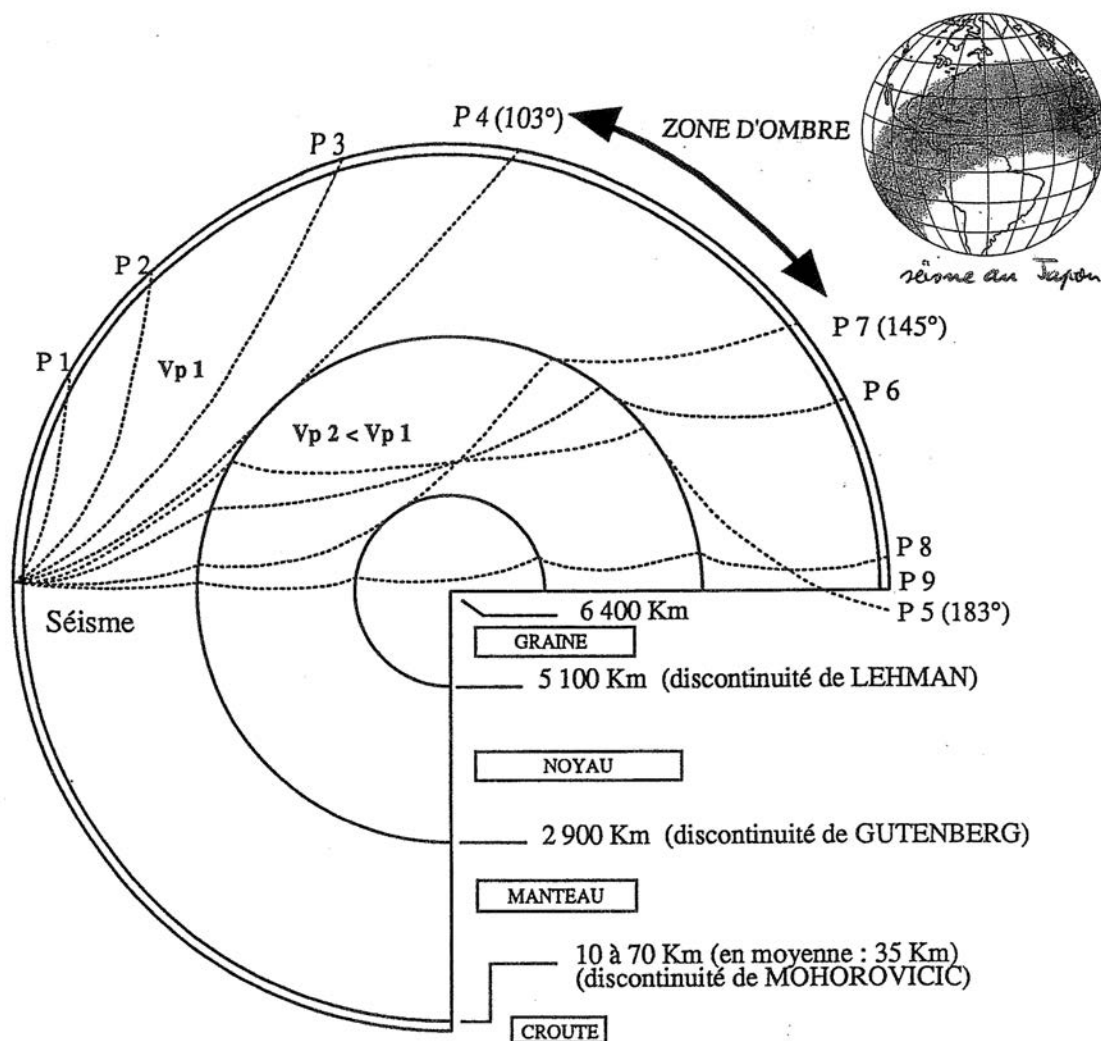 P 4 (103°)
ZONE D'OMBRE
séisme au Japon
P 3
P 2
P 1
Vp 1
Vp 2 < Vp 1
P 7 (145°)
P 6
P 8
P 9
P 5 (183°)
Séisme
6 400 Km
GRAINE
5 100 Km (discontinuité de LEHMAN)
NOYAU
2 900 Km (discontinuité de GUTENBERG)
MANTEAU
10 à 70 Km (en moyenne : 35 Km)
(discontinuité de MOHOROVICIC)
CROUTE